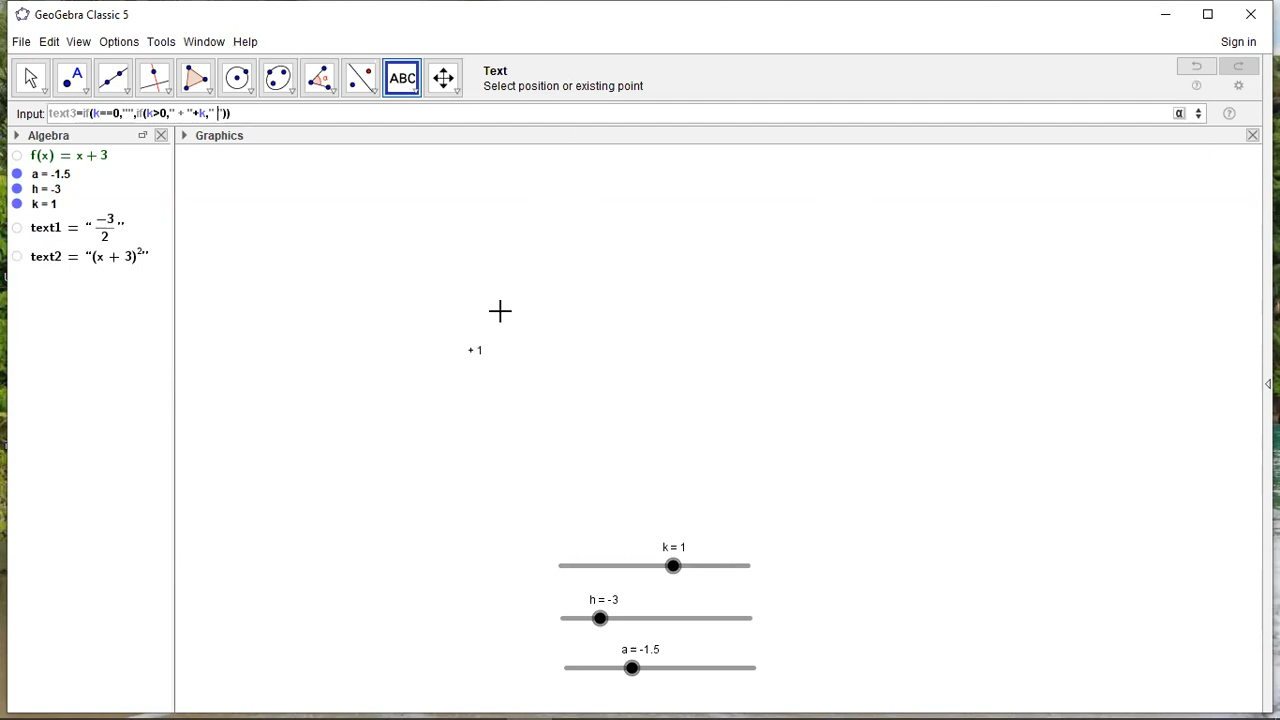 GeoGebra Classic 5
File Edit View Options Tools Window Help
Sign in
A
α
ABC
Text
Select position or existing point
Input: text3=if(k==0,"",if(k>0," + "+k," "))
α
Algebra
Graphics
f(x) = x + 3
a = -1.5
h = -3
k = 1
text1 = “ −3/2 ”
text2 = “(x + 3)²”
+ 1
k = 1
h = -3
a = -1.5